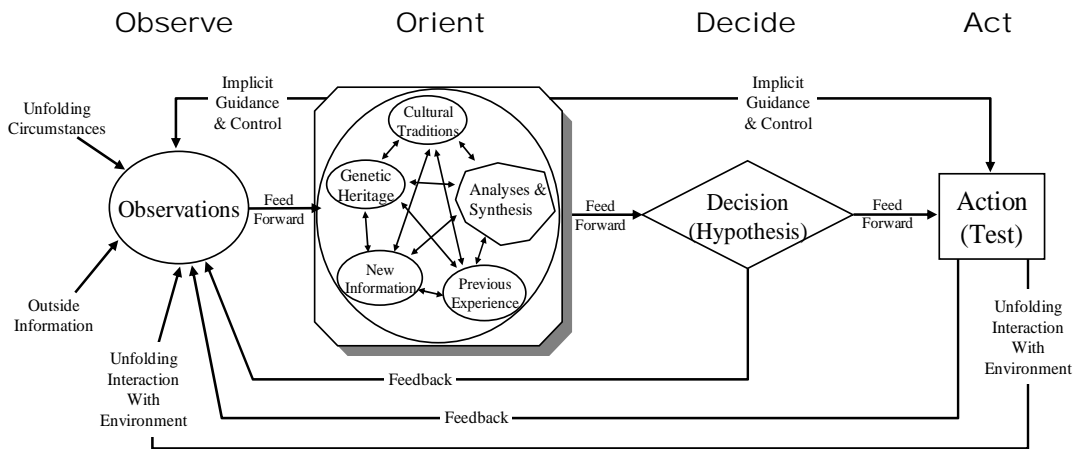 Observe
Orient
Decide
Act
Implicit
Guidance
& Control
Unfolding
Circumstances
Observations
Outside
Information
Unfolding
Interaction
With
Environment
Feed
Forward
Cultural
Traditions
Genetic
Heritage
Analyses &
Synthesis
New
Information
Previous
Experience
Feed
Forward
Implicit
Guidance
& Control
Decision
(Hypothesis)
Feed
Forward
Action
(Test)
Unfolding
Interaction
With
Environment
Feedback
Feedback